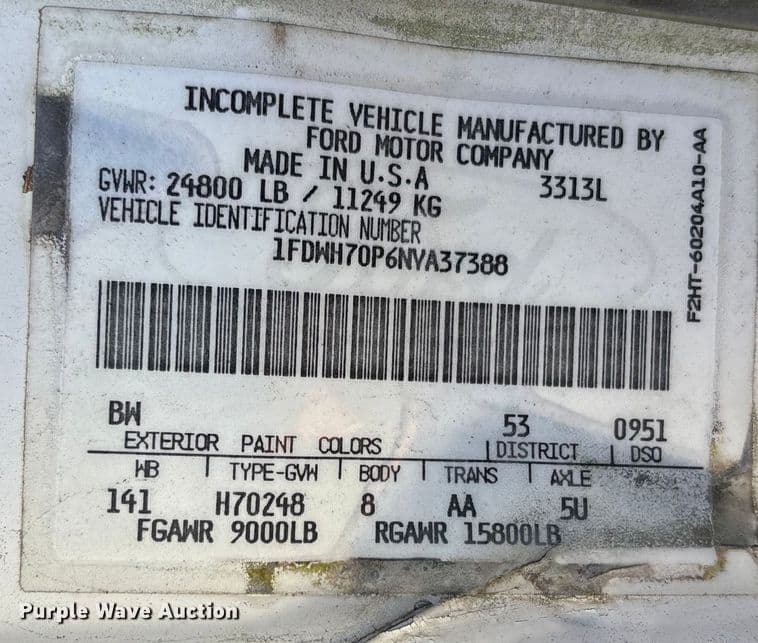 INCOMPLETE VEHICLE MANUFACTURED BY
FORD MOTOR COMPANY
MADE IN U.S.A
3313L
GVWR: 24800 LB / 11249 KG
VEHICLE IDENTIFICATION NUMBER
1FDWH70P6NVA37388
F2HT-60204A10-AA
BW 53 0951
EXTERIOR PAINT COLORS | DISTRICT | DSO
WB | TYPE-GVW | BODY | TRANS | AXLE
141 H70248 8 AA 5U
FGAWR 9000LB RGAWR 15800LB
Purple Wave Auction